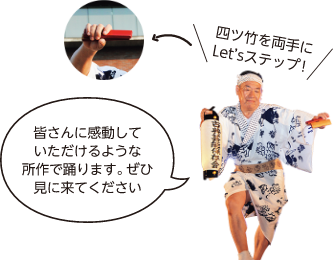 四ツ竹を両手に
Let'sステップ!
皆さんに感動して
いただけるような
所作で踊ります。ぜひ
見に来てください